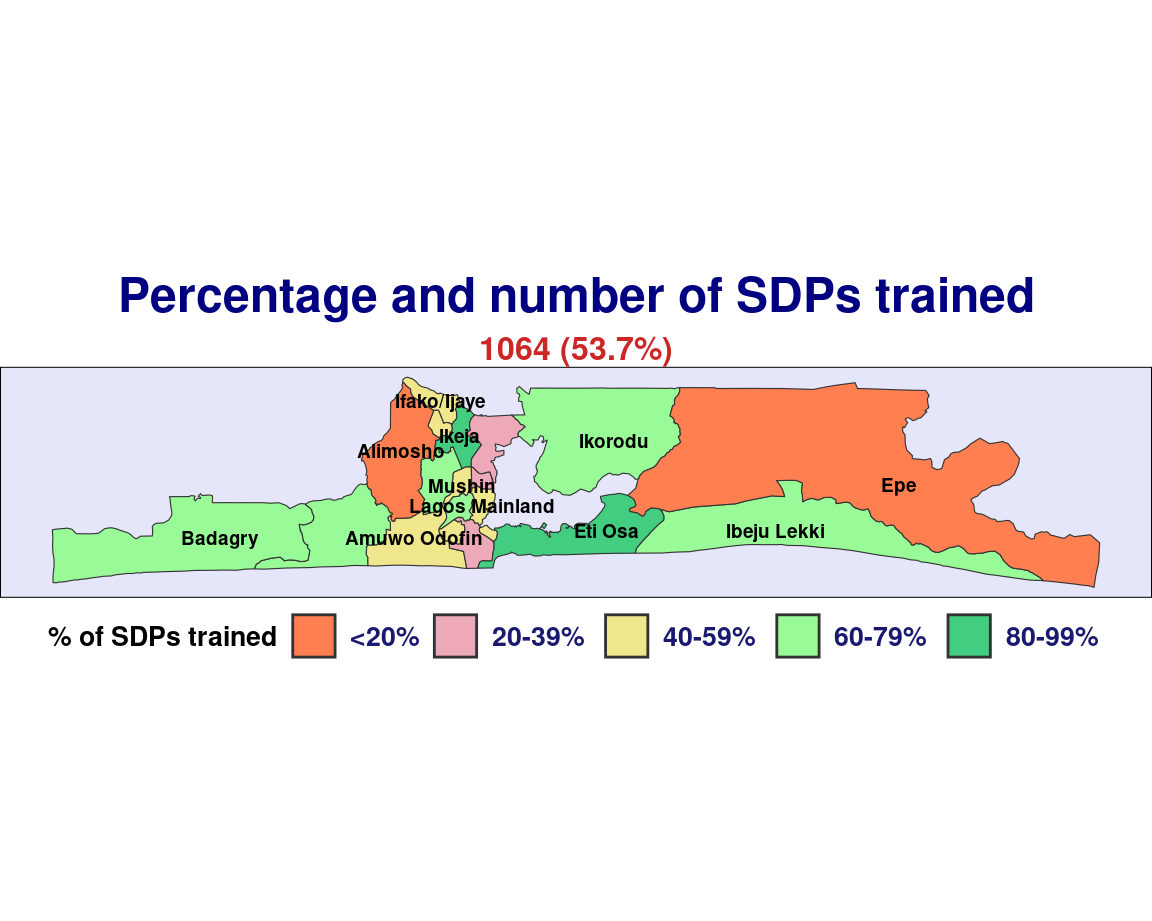 Percentage and number of SDPs trained
1064 (53.7%)
Ifako/Ijaye
Ikeja
Ikorodu
Alimosho
Mushin
Epe
Lagos Mainland
Badagry
Amuwo Odofin
Eti Osa
Ibeju Lekki
% of SDPs trained <20% 20-39% 40-59% 60-79% 80-99%